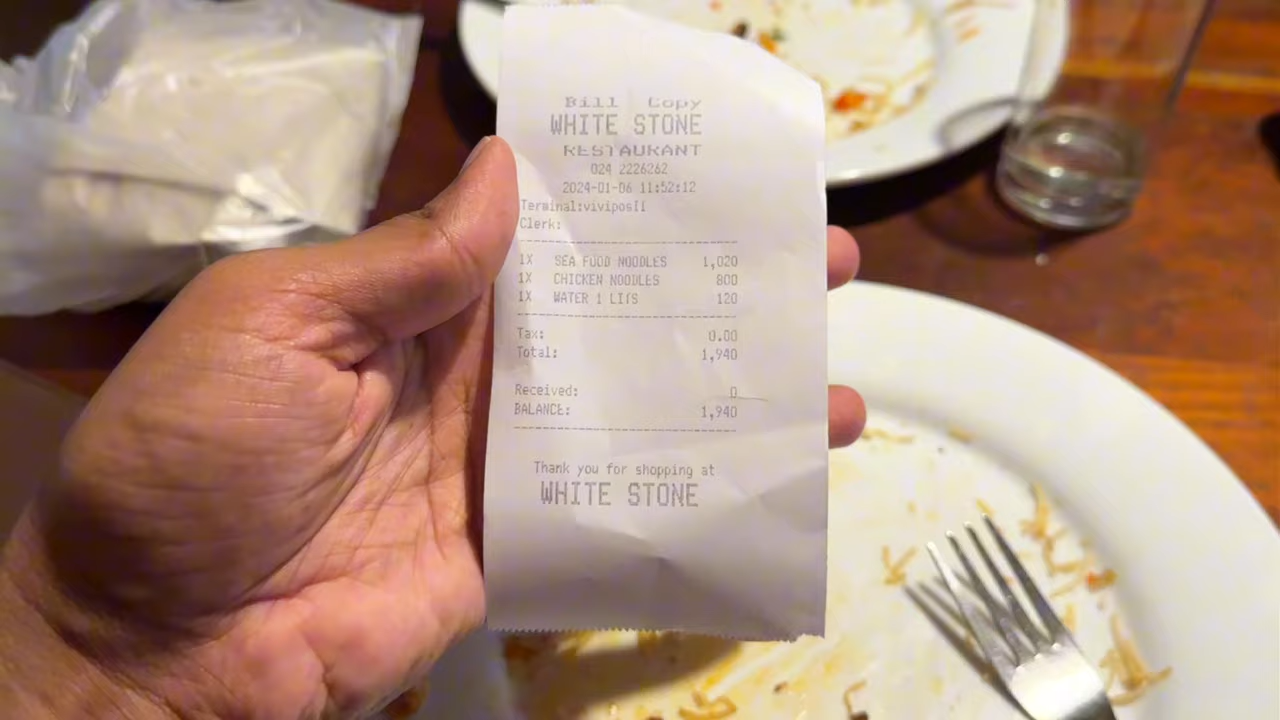 Bill Copy
WHITE STONE
RESTAURANT
024 2226262
2024-01-06 11:52:12
Terminal:vivipos[i
Clerk:
1X SEA FOOD NOODLES 1,020
1X CHICKEN NOODLES 800
1X WATER 1 LITS 120
Tax: 0.00
Total: 1,940
Received: 0
BALANCE: 1,940
Thank you for shopping at
WHITE STONE